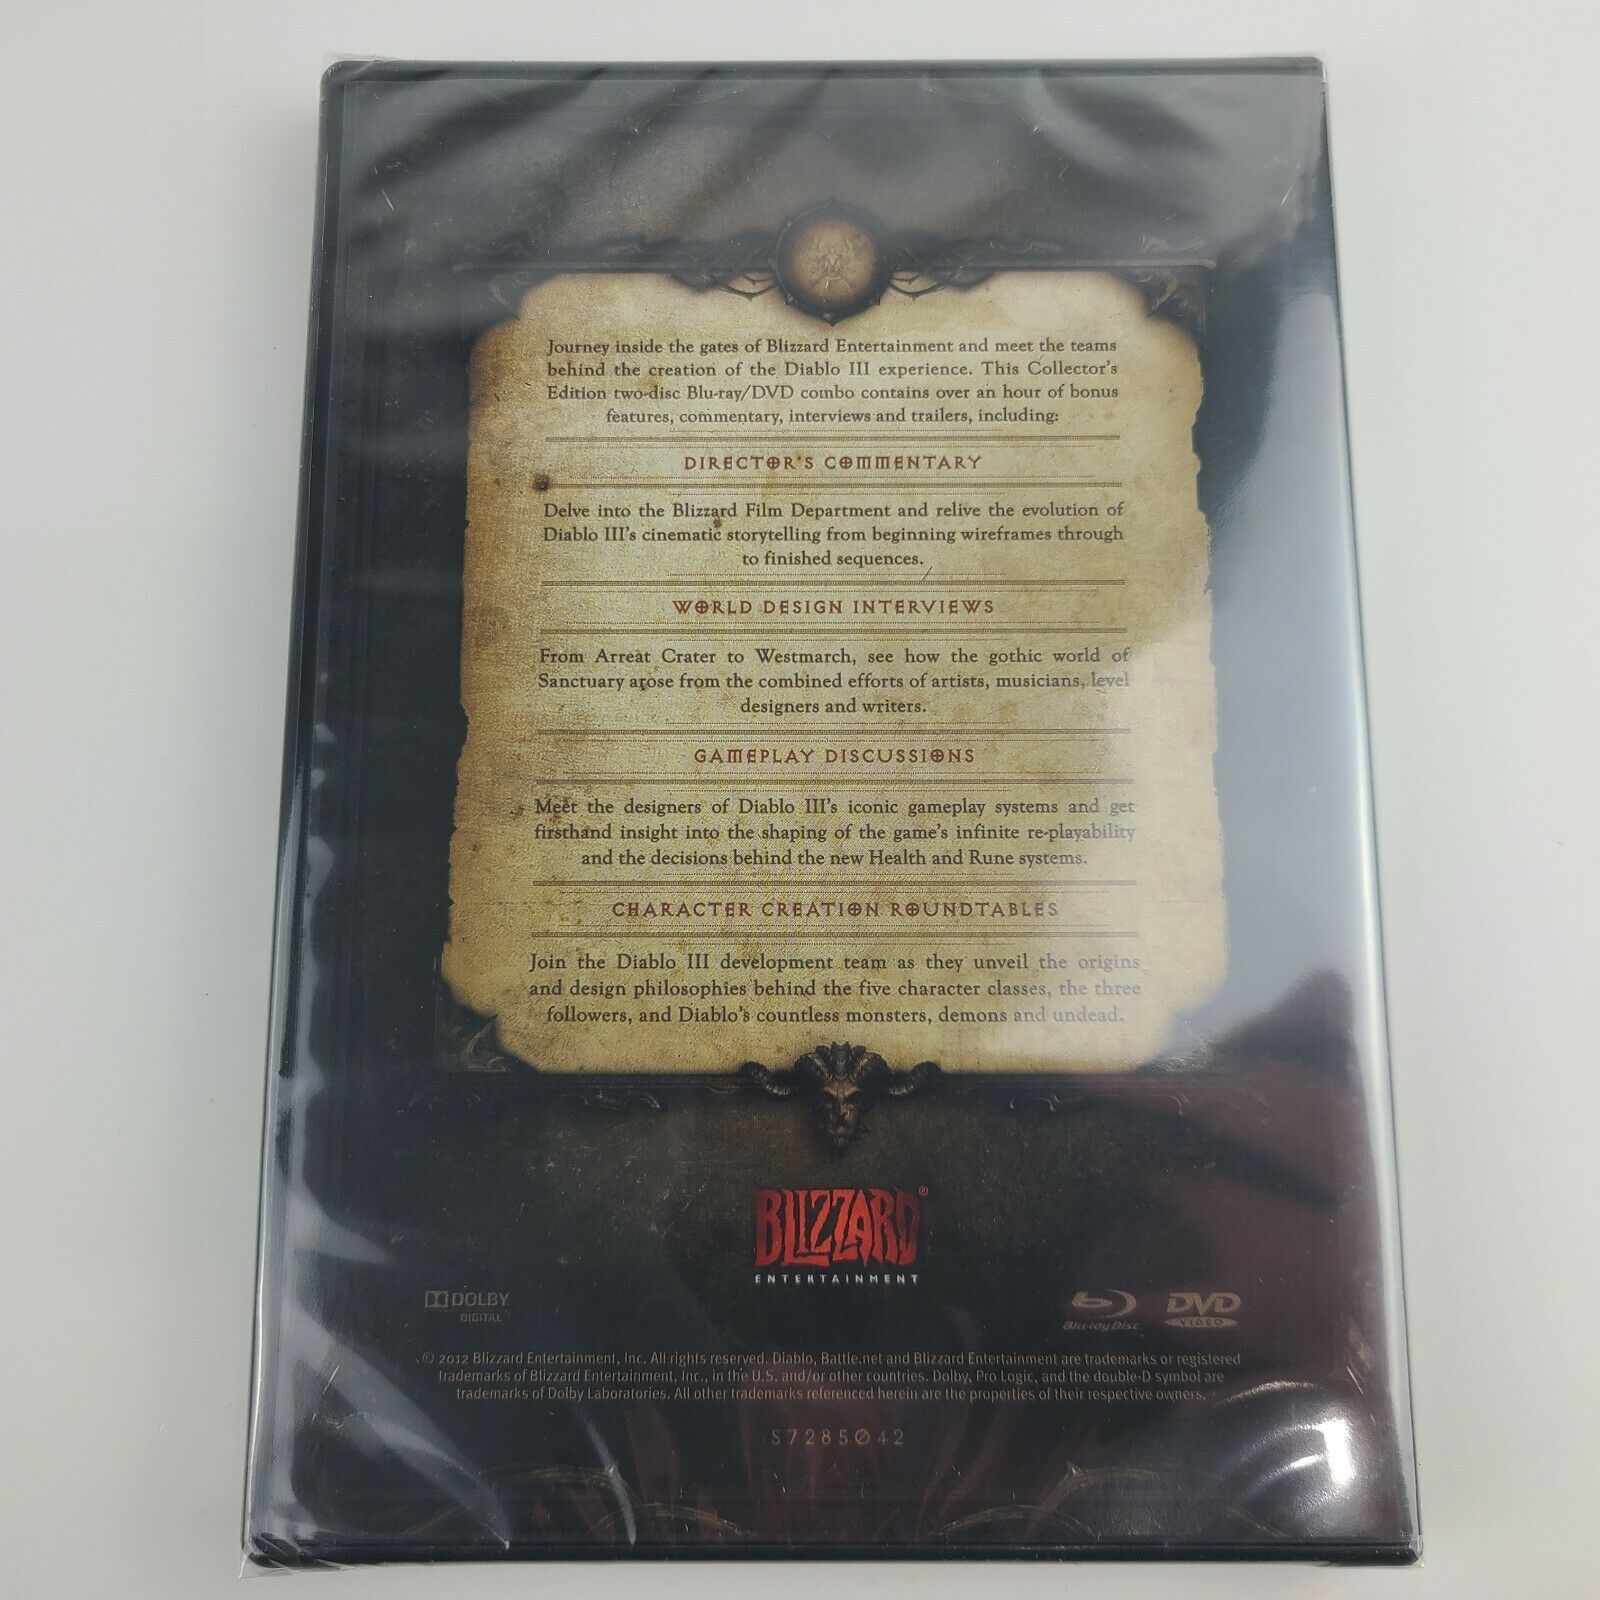 Journey inside the gates of Blizzard Entertainment and meet the teams
behind the creation of the Diablo III experience. This Collector's
Edition two-disc Blu-ray/DVD combo contains over an hour of bonus
features, commentary, interviews and trailers, including:
DIRECTOR'S COMMENTARY
Delve into the Blizzard Film Department and relive the evolution of
Diablo III's cinematic storytelling from beginning wireframes through
to finished sequences.
WORLD DESIGN INTERVIEWS
From Arreat Crater to Westmarch, see how the gothic world of
Sanctuary arose from the combined efforts of artists, musicians, level
designers and writers.
GAMEPLAY DISCUSSIONS
Meet the designers of Diablo III's iconic gameplay systems and get
firsthand insight into the shaping of the game's infinite re-playability
and the decisions behind the new Health and Rune systems.
CHARACTER CREATION ROUNDTABLES
Join the Diablo III development team as they unveil the origins
and design philosophies behind the five character classes, the three
followers, and Diablo's countless monsters, demons and undead.
BLIZZARD®
ENTERTAINMENT
DOLBY
DIGITAL
Blu-ray Disc
DVD
VIDEO
© 2012 Blizzard Entertainment, Inc. All rights reserved. Diablo, Battle.net and Blizzard Entertainment are trademarks or registered
trademarks of Blizzard Entertainment, Inc., in the U.S. and/or other countries. Dolby, Pro Logic, and the double-D symbol are
trademarks of Dolby Laboratories. All other trademarks referenced herein are the properties of their respective owners.
S7285042